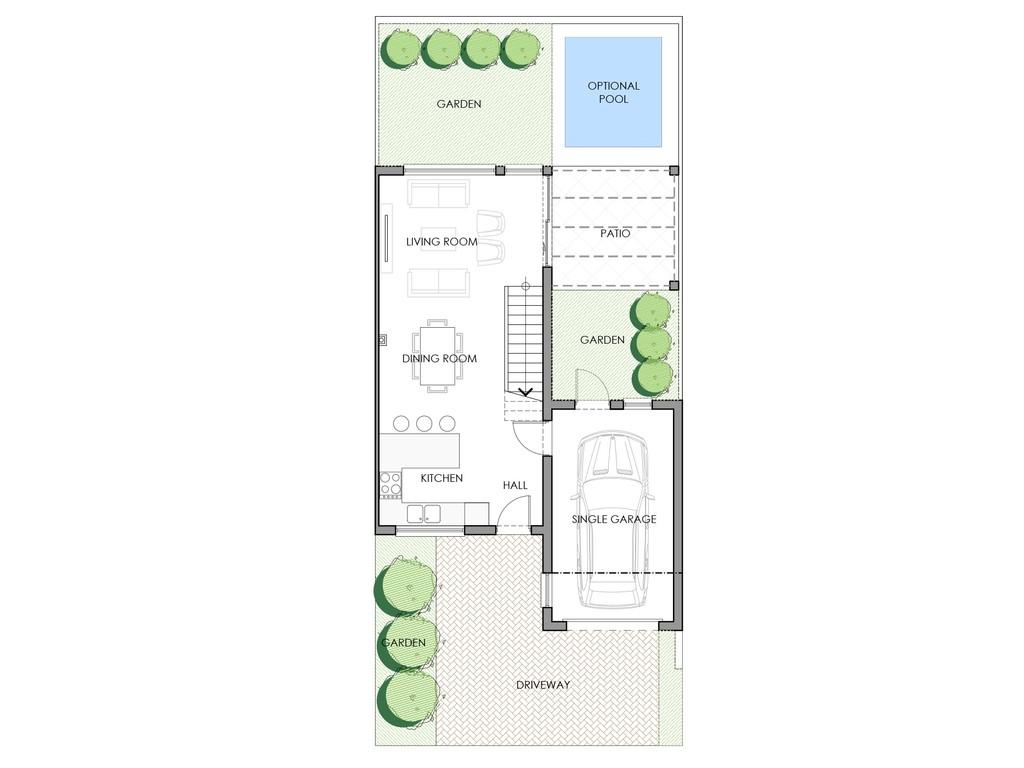 OPTIONAL
POOL
GARDEN
PATIO
LIVING ROOM
GARDEN
DINING ROOM
KITCHEN
HALL
SINGLE GARAGE
GARDEN
DRIVEWAY